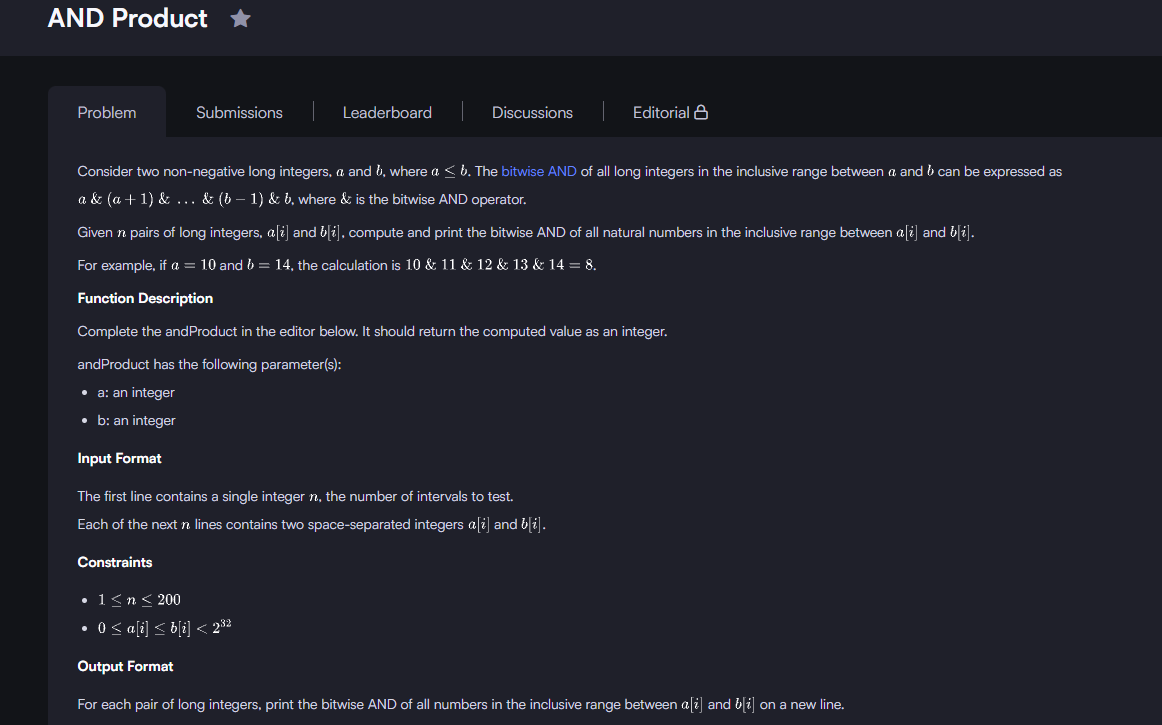 AND Product
Problem
Submissions
Leaderboard
Discussions
Editorial
Consider two non-negative long integers, a and b, where a ≤ b. The bitwise AND of all long integers in the inclusive range between a and b can be expressed as
a & (a + 1) & … & (b − 1) & b, where & is the bitwise AND operator.
Given n pairs of long integers, a[i] and b[i], compute and print the bitwise AND of all natural numbers in the inclusive range between a[i] and b[i].
For example, if a = 10 and b = 14, the calculation is 10 & 11 & 12 & 13 & 14 = 8.
Function Description
Complete the andProduct in the editor below. It should return the computed value as an integer.
andProduct has the following parameter(s):
• a: an integer
• b: an integer
Input Format
The first line contains a single integer n, the number of intervals to test.
Each of the next n lines contains two space-separated integers a[i] and b[i].
Constraints
• 1 ≤ n ≤ 200
• 0 ≤ a[i] ≤ b[i] < 2³²
Output Format
For each pair of long integers, print the bitwise AND of all numbers in the inclusive range between a[i] and b[i] on a new line.